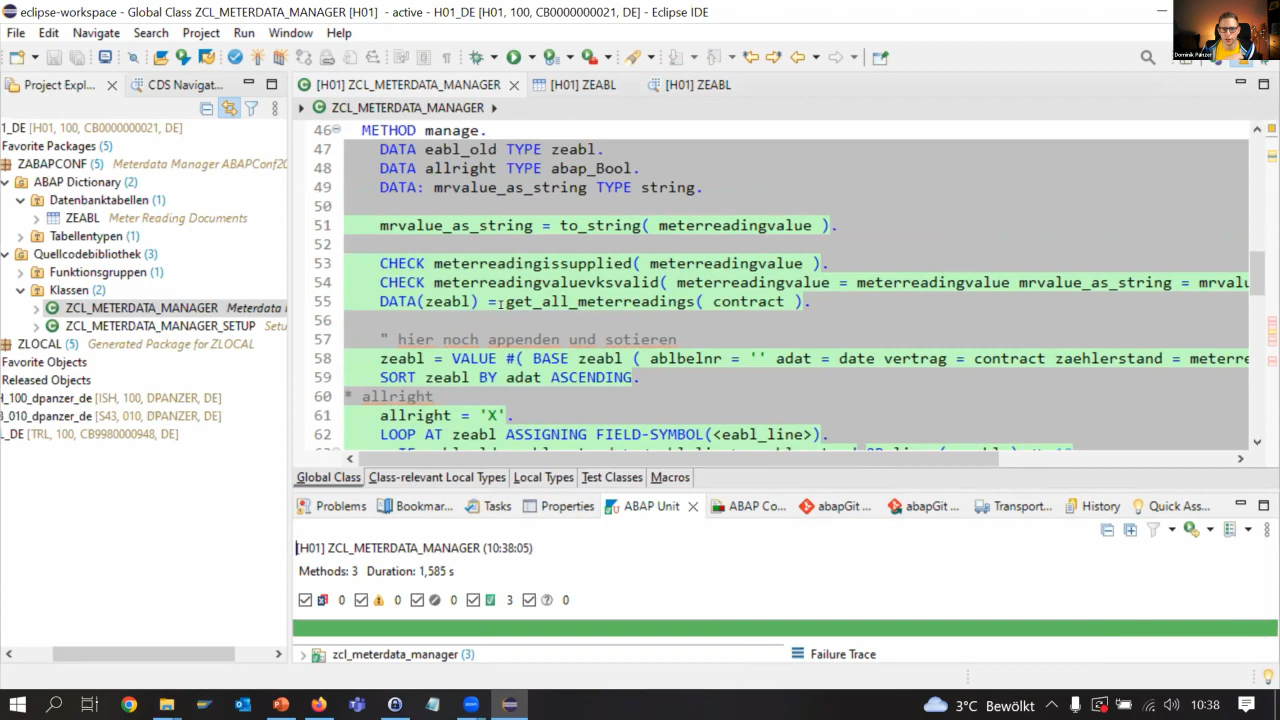 eclipse-workspace - Global Class ZCL_METERDATA_MANAGER [H01] - active - H01_DE [H01, 100, CB0000000021, DE] - Eclipse IDE
Dominik Panzer
File Edit Navigate Search Project Run Window Help
Project Expl... CDS Navigat...
[H01] ZCL_METERDATA_MANAGER [H01] ZEABL [H01] ZEABL
ZCL_METERDATA_MANAGER
1_DE [H01, 100, CB0000000021, DE]
Favorite Packages (5)
ZABAPCONF (5) Meterdata Manager ABAPConf20
ABAP Dictionary (2)
Datenbanktabellen (1)
ZEABL Meter Reading Documents
Tabellentypen (1)
Quellcodebibliothek (3)
Funktionsgruppen (1)
Klassen (2)
ZCL_METERDATA_MANAGER Meterdata
ZCL_METERDATA_MANAGER_SETUP Setu
ZLOCAL (5) Generated Package for ZLOCAL
Favorite Objects
Released Objects
H_100_dpanzer_de [ISH, 100, DPANZER, DE]
3_010_dpanzer_de [S43, 010, DPANZER, DE]
L_DE [TRL, 100, CB9980000948, DE]
46 METHOD manage.
47 DATA eabl_old TYPE zeabl.
48 DATA allright TYPE abap_Bool.
49 DATA: mrvalue_as_string TYPE string.
50
51 mrvalue_as_string = to_string( meterreadingvalue ).
52
53 CHECK meterreadingissupplied( meterreadingvalue ).
54 CHECK meterreadingvaluevksvalid( meterreadingvalue = meterreadingvalue mrvalue_as_string = mrvalu
55 DATA(zeabl) = get_all_meterreadings( contract ).
56
57 " hier noch appenden und sotieren
58 zeabl = VALUE #( BASE zeabl ( ablbelnr = '' adat = date vertrag = contract zaehlerstand = meterre
59 SORT zeabl BY adat ASCENDING.
60 * allright
61 allright = 'X'.
62 LOOP AT zeabl ASSIGNING FIELD-SYMBOL(<eabl_line>).
Global Class Class-relevant Local Types Local Types Test Classes Macros
Problems Bookmar... Tasks Properties ABAP Unit ABAP Co... abapGit ... abapGit ... Transport... History Quick Ass...
[H01] ZCL_METERDATA_MANAGER (10:38:05)
Methods: 3 Duration: 1,585 s
0 0 0 3 0
zcl_meterdata_manager (3) Failure Trace
3°C Bewölkt 10:38